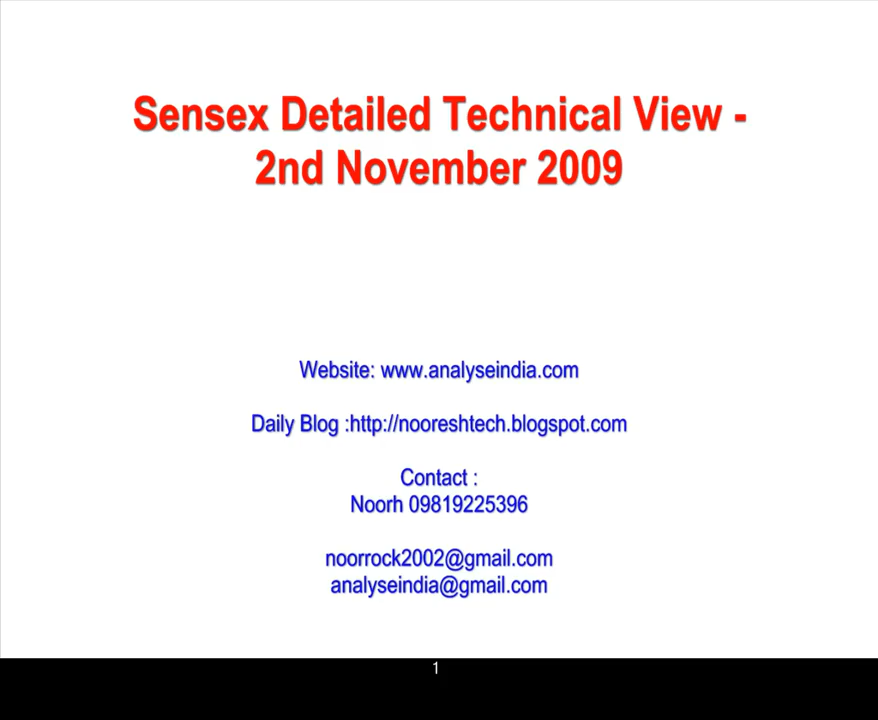 Sensex Detailed Technical View -
2nd November 2009
Website: www.analyseindia.com
Daily Blog :http://nooreshtech.blogspot.com
Contact :
Noorh 09819225396
noorrock2002@gmail.com
analyseindia@gmail.com
1